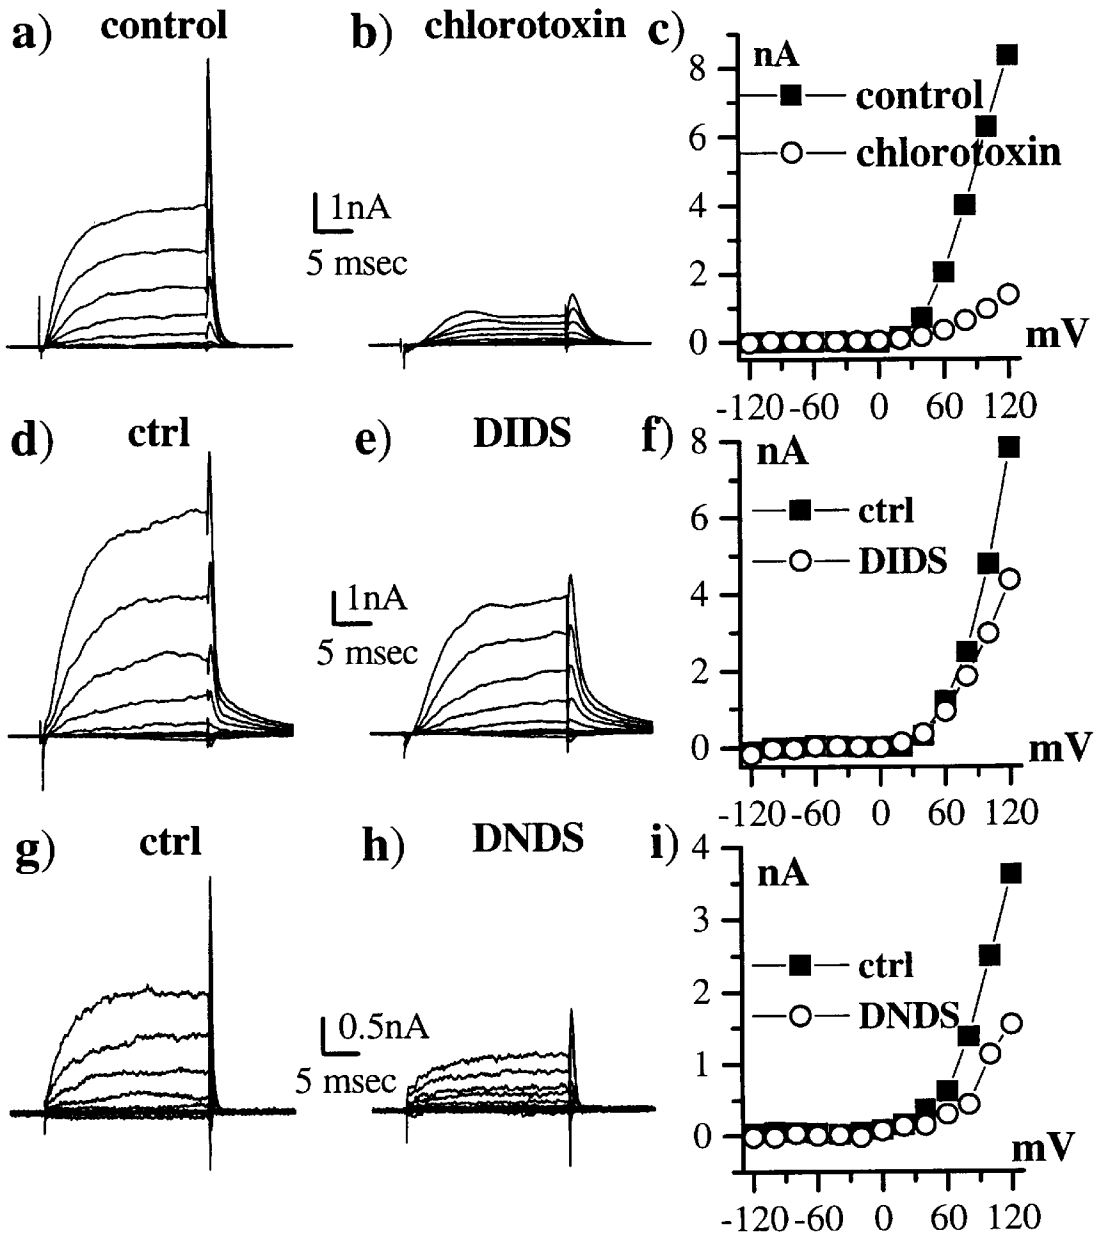 a) control
b) chlorotoxin
c)
nA
control
chlorotoxin
8
6
4
2
0
mV
-120 -60 0 60 120
1nA
5 msec
d) ctrl
e) DIDS
f)
nA
ctrl
DIDS
8
6
4
2
0
mV
-120 -60 0 60 120
1nA
5 msec
g) ctrl
h) DNDS
i)
nA
ctrl
DNDS
4
3
2
1
0
mV
-120 -60 0 60 120
0.5nA
5 msec